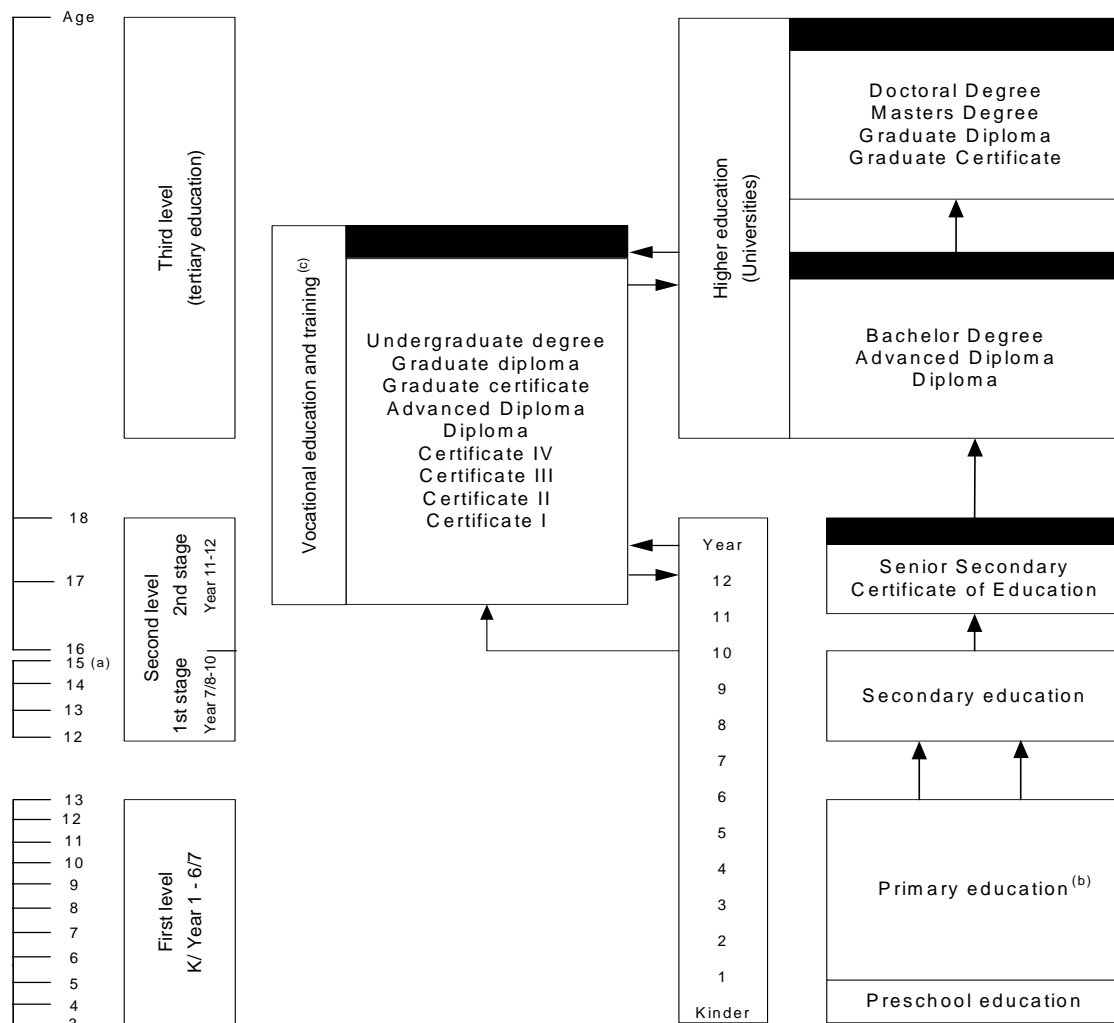 Age
18
17
16
15 (a)
14
13
12
13
12
11
10
9
8
7
6
5
4
3
Third level
(tertiary education)
Second level
2nd stage
Year 11-12
1st stage
Year 7/8-10
First level
K/ Year 1 - 6/7
Vocational education and training (c)
Undergraduate degree
Graduate diploma
Graduate certificate
Advanced Diploma
Diploma
Certificate IV
Certificate III
Certificate II
Certificate I
Year
12
11
10
9
8
7
6
5
4
3
2
1
Kinder
Higher education
(Universities)
Doctoral Degree
Masters Degree
Graduate Diploma
Graduate Certificate
Bachelor Degree
Advanced Diploma
Diploma
Senior Secondary
Certificate of Education
Secondary education
Primary education (b)
Preschool education